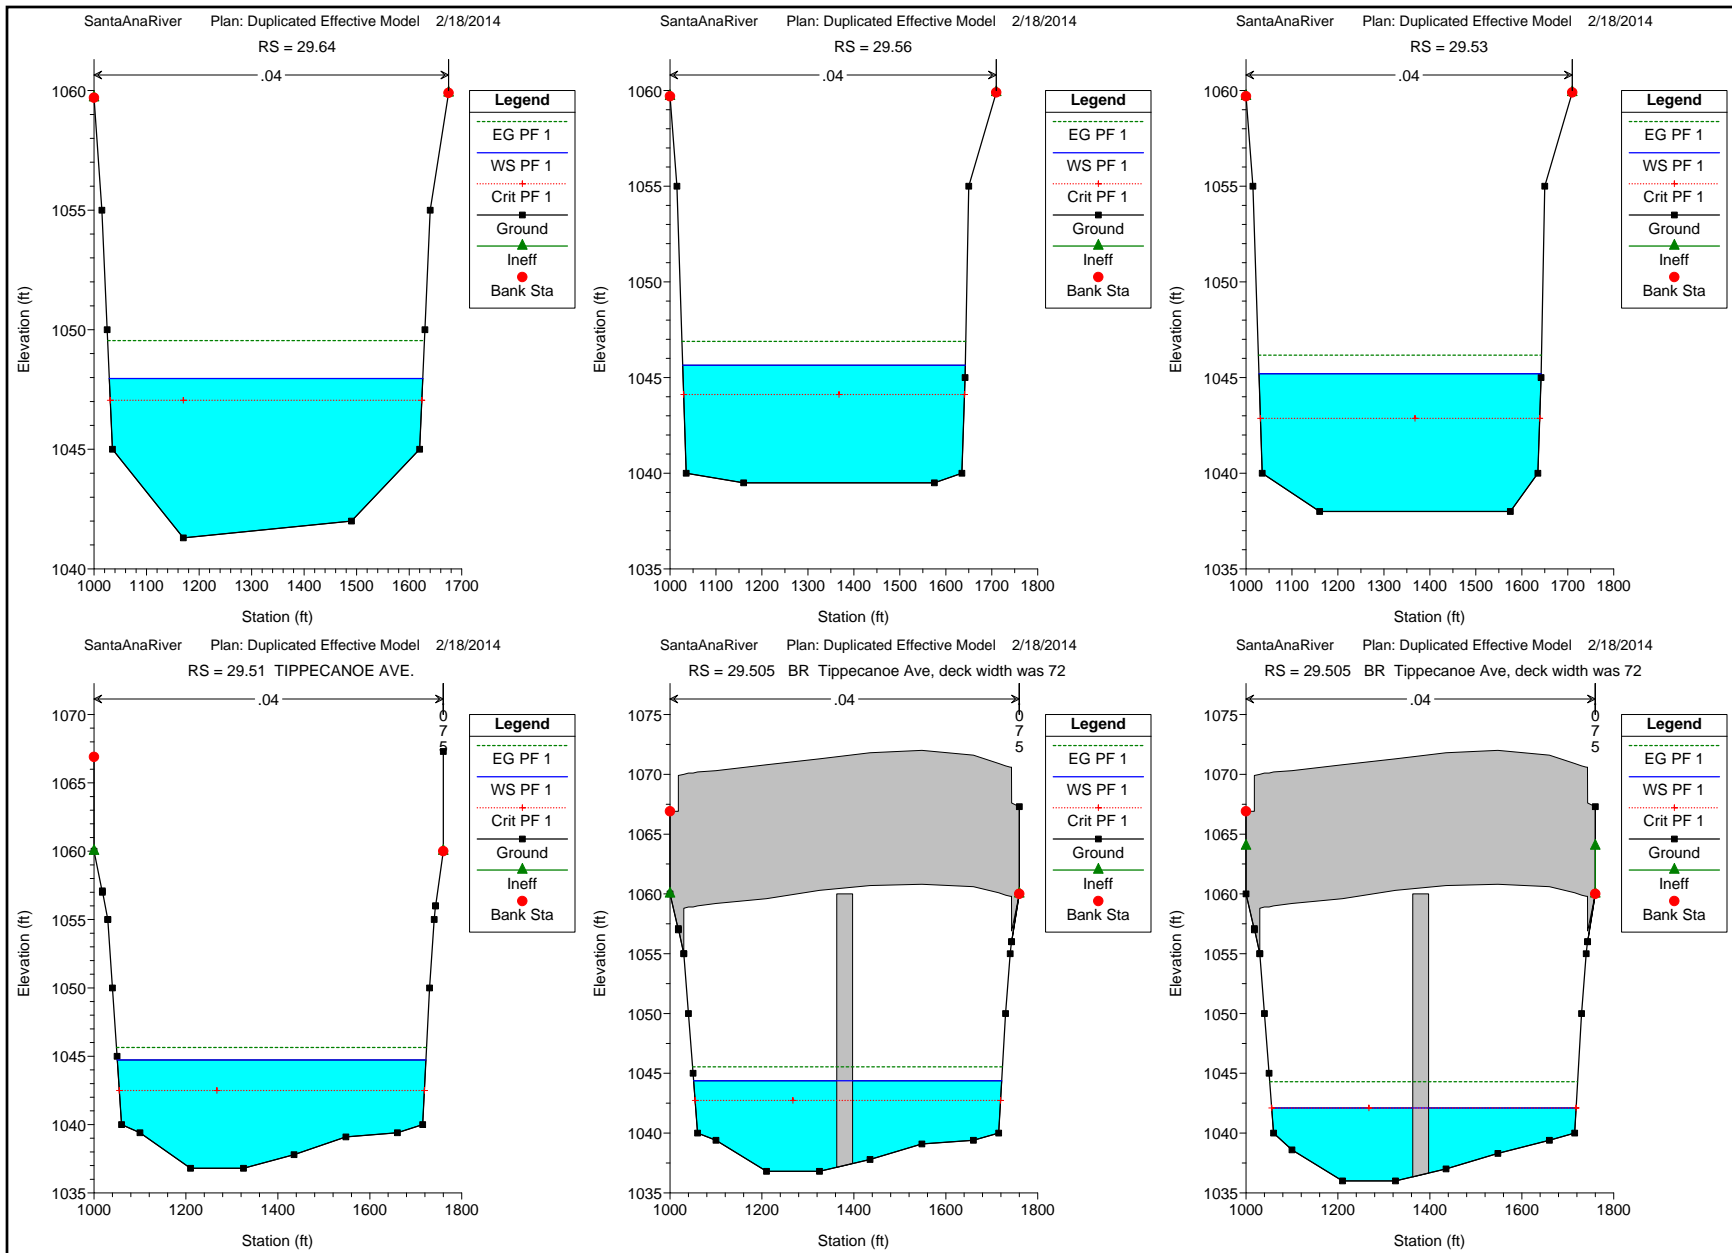 SantaAnaRiver Plan: Duplicated Effective Model 2/18/2014
RS = 29.64
.04
1060
1055
1050
1045
1040
Elevation (ft)
1000 1100 1200 1300 1400 1500 1600 1700
Station (ft)
Legend
EG PF 1
WS PF 1
Crit PF 1
Ground
Ineff
Bank Sta
SantaAnaRiver Plan: Duplicated Effective Model 2/18/2014
RS = 29.56
.04
1060
1055
1050
1045
1040
1035
Elevation (ft)
1000 1100 1200 1300 1400 1500 1600 1700 1800
Station (ft)
Legend
EG PF 1
WS PF 1
Crit PF 1
Ground
Ineff
Bank Sta
SantaAnaRiver Plan: Duplicated Effective Model 2/18/2014
RS = 29.53
.04
1060
1055
1050
1045
1040
1035
Elevation (ft)
1000 1100 1200 1300 1400 1500 1600 1700 1800
Station (ft)
Legend
EG PF 1
WS PF 1
Crit PF 1
Ground
Ineff
Bank Sta
SantaAnaRiver Plan: Duplicated Effective Model 2/18/2014
RS = 29.51 TIPPECANOE AVE.
.04
0
7
5
1070
1065
1060
1055
1050
1045
1040
1035
Elevation (ft)
1000 1200 1400 1600 1800
Station (ft)
Legend
EG PF 1
WS PF 1
Crit PF 1
Ground
Ineff
Bank Sta
SantaAnaRiver Plan: Duplicated Effective Model 2/18/2014
RS = 29.505 BR Tippecanoe Ave, deck width was 72
.04
0
7
5
1075
1070
1065
1060
1055
1050
1045
1040
1035
Elevation (ft)
1000 1200 1400 1600 1800
Station (ft)
Legend
EG PF 1
WS PF 1
Crit PF 1
Ground
Ineff
Bank Sta
SantaAnaRiver Plan: Duplicated Effective Model 2/18/2014
RS = 29.505 BR Tippecanoe Ave, deck width was 72
.04
0
7
5
1075
1070
1065
1060
1055
1050
1045
1040
1035
Elevation (ft)
1000 1200 1400 1600 1800
Station (ft)
Legend
EG PF 1
WS PF 1
Crit PF 1
Ground
Ineff
Bank Sta